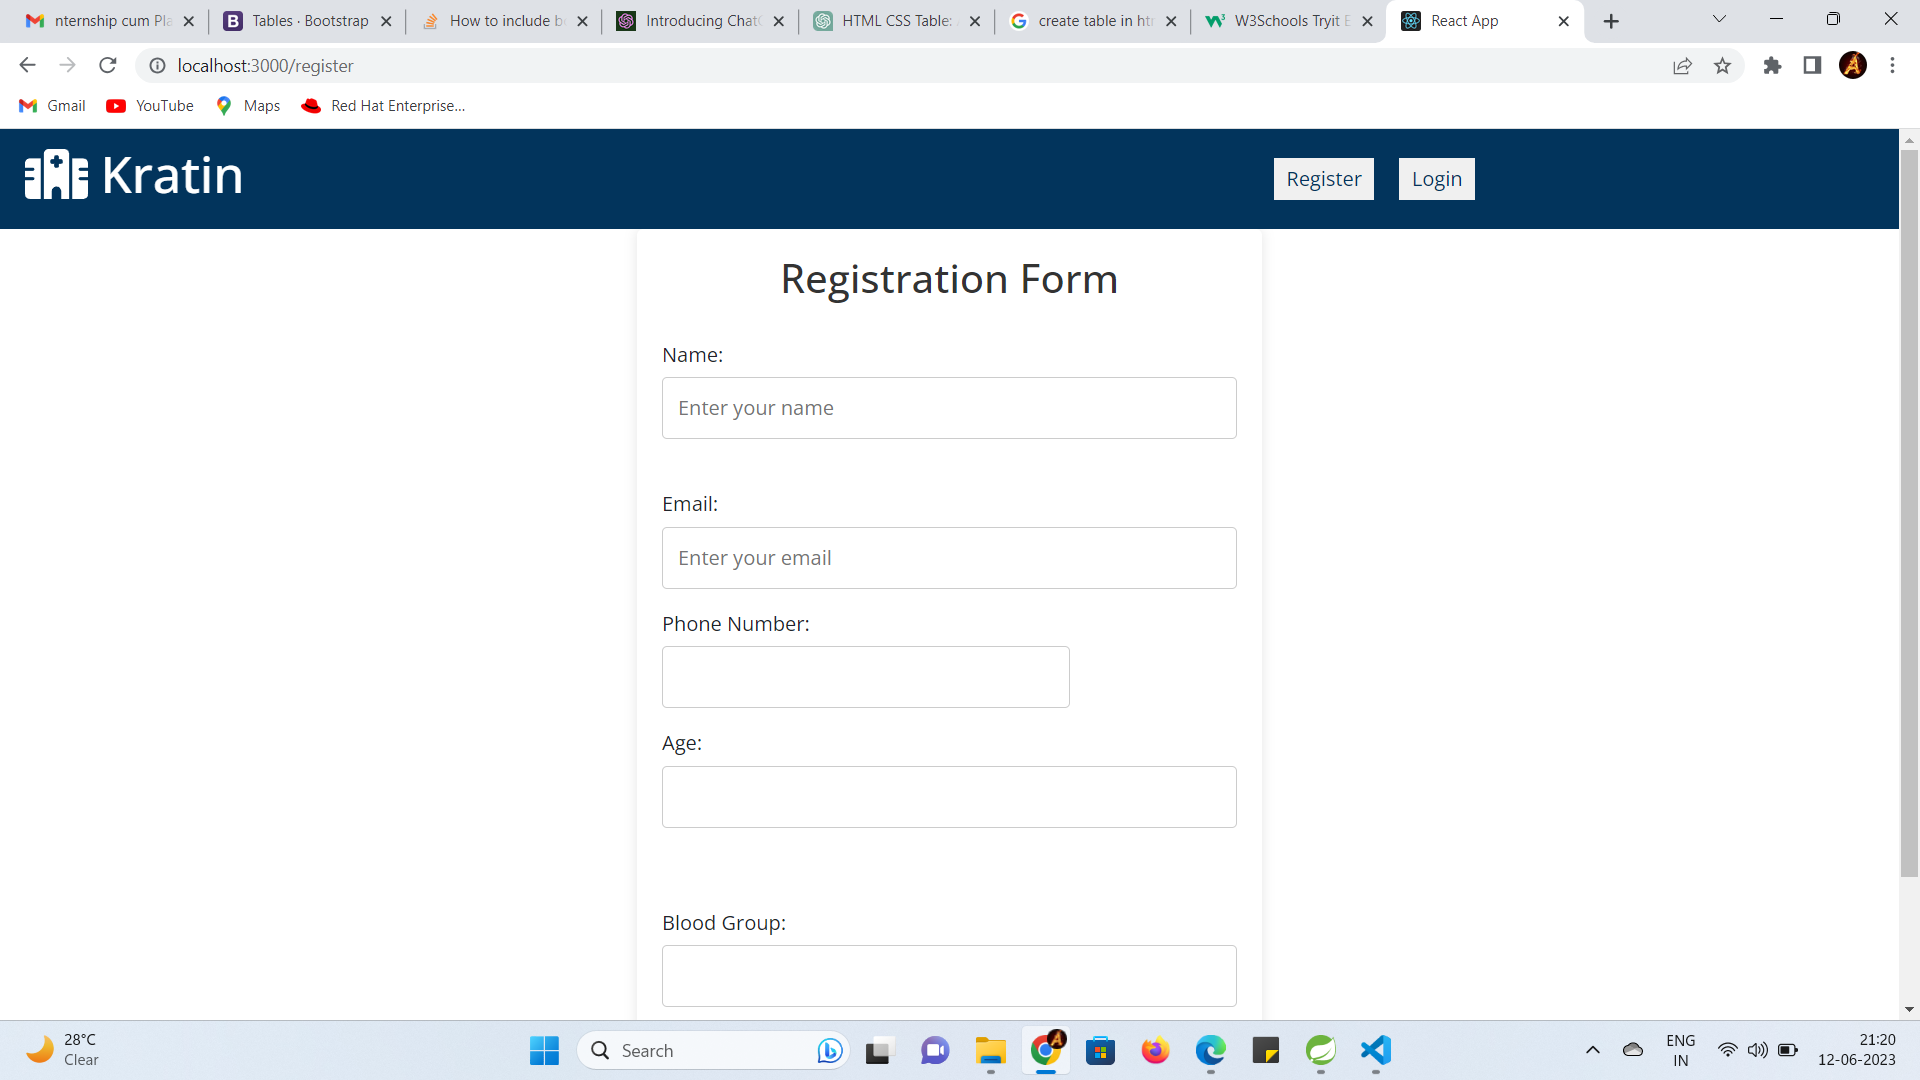 nternship cum Pla
Tables · Bootstrap
How to include b
Introducing Chat
HTML CSS Table:
create table in ht
W3Schools Tryit E
React App
localhost:3000/register
Gmail
YouTube
Maps
Red Hat Enterprise...
Kratin
Register
Login
Registration Form
Name:
Enter your name
Email:
Enter your email
Phone Number:
Age:
Blood Group:
28°C
Clear
Search
ENG
IN
21:20
12-06-2023